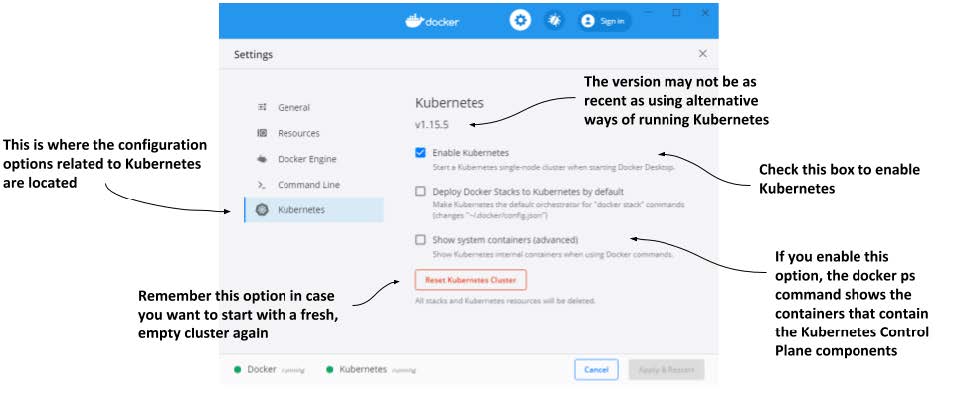 docker
Sign in
Settings
General
Resources
Docker Engine
Command Line
Kubernetes
Kubernetes
v1.15.5
Enable Kubernetes
Start a Kubernetes single-node cluster when starting Docker Desktop.
Deploy Docker Stacks to Kubernetes by default
Make Kubernetes the default orchestrator for "docker stack" commands
(changes "~/.docker/config.json")
Show system containers (advanced)
Show Kubernetes internal containers when using Docker commands.
Reset Kubernetes Cluster
All stacks and Kubernetes resources will be deleted.
Docker running
Kubernetes running
Cancel
Apply & Restart
This is where the configuration
options related to Kubernetes
are located
The version may not be as
recent as using alternative
ways of running Kubernetes
Check this box to enable
Kubernetes
If you enable this
option, the docker ps
command shows the
containers that contain
the Kubernetes Control
Plane components
Remember this option in case
you want to start with a fresh,
empty cluster again